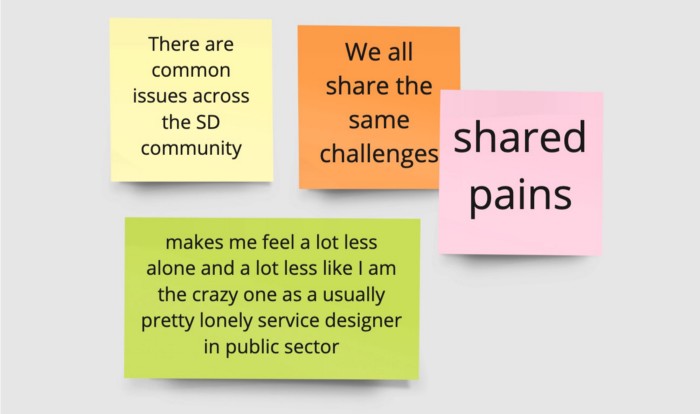 There are
common
issues across
the SD
community
We all
share the
same
challenges
shared
pains
makes me feel a lot less
alone and a lot less like I am
the crazy one as a usually
pretty lonely service designer
in public sector